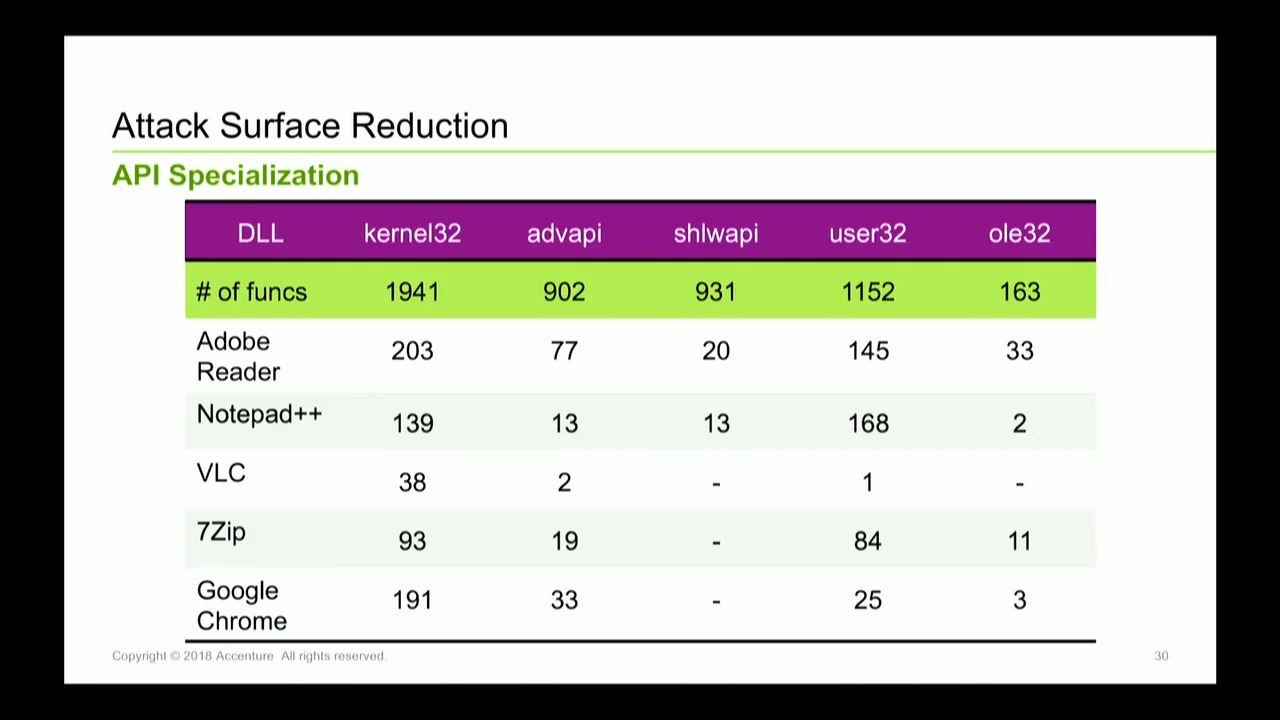 Attack Surface Reduction
API Specialization
DLL kernel32 advapi shlwapi user32 ole32
# of funcs 1941 902 931 1152 163
Adobe
Reader 203 77 20 145 33
Notepad++ 139 13 13 168 2
VLC 38 2 - 1 -
7Zip 93 19 - 84 11
Google
Chrome 191 33 - 25 3
Copyright © 2018 Accenture All rights reserved. 30